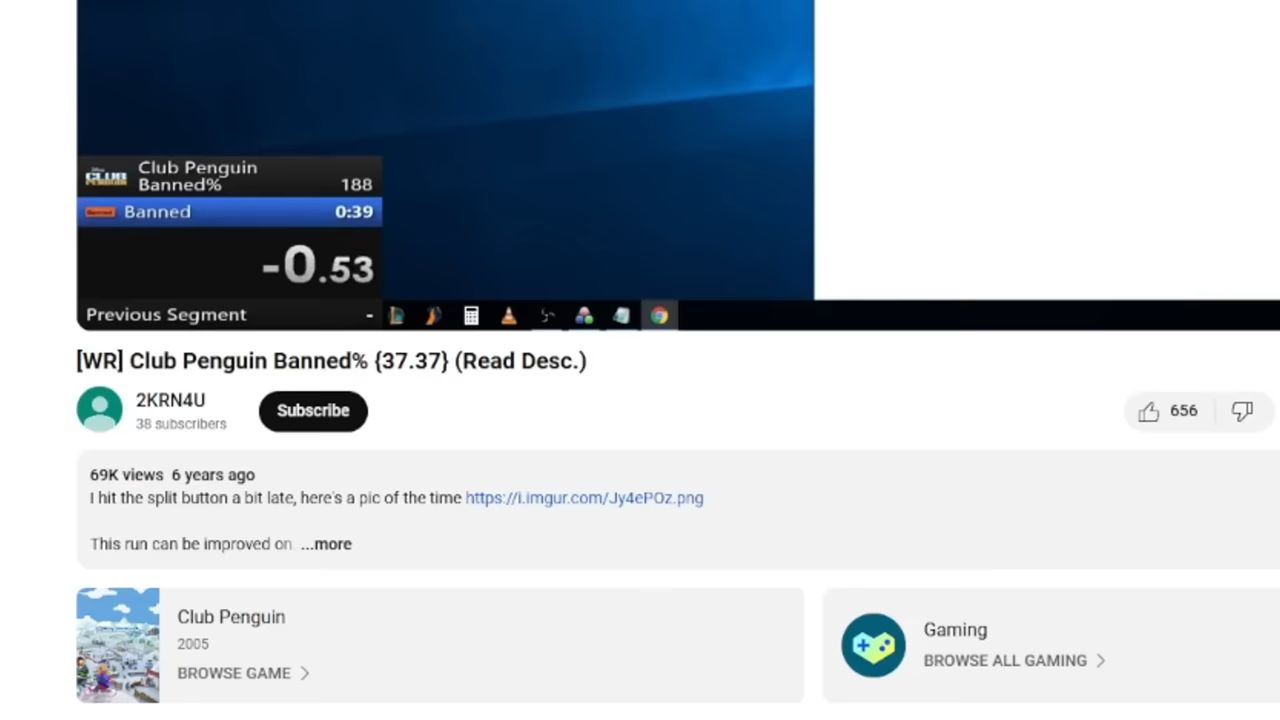 Club Penguin
Banned% 188
Banned 0:39
-0.53
Previous Segment -
[WR] Club Penguin Banned% {37.37} (Read Desc.)
2KRN4U
38 subscribers
Subscribe
656
69K views 6 years ago
I hit the split button a bit late, here's a pic of the time https://i.imgur.com/Jy4ePOz.png
This run can be improved on. ...more
Club Penguin
2005
BROWSE GAME
Gaming
BROWSE ALL GAMING